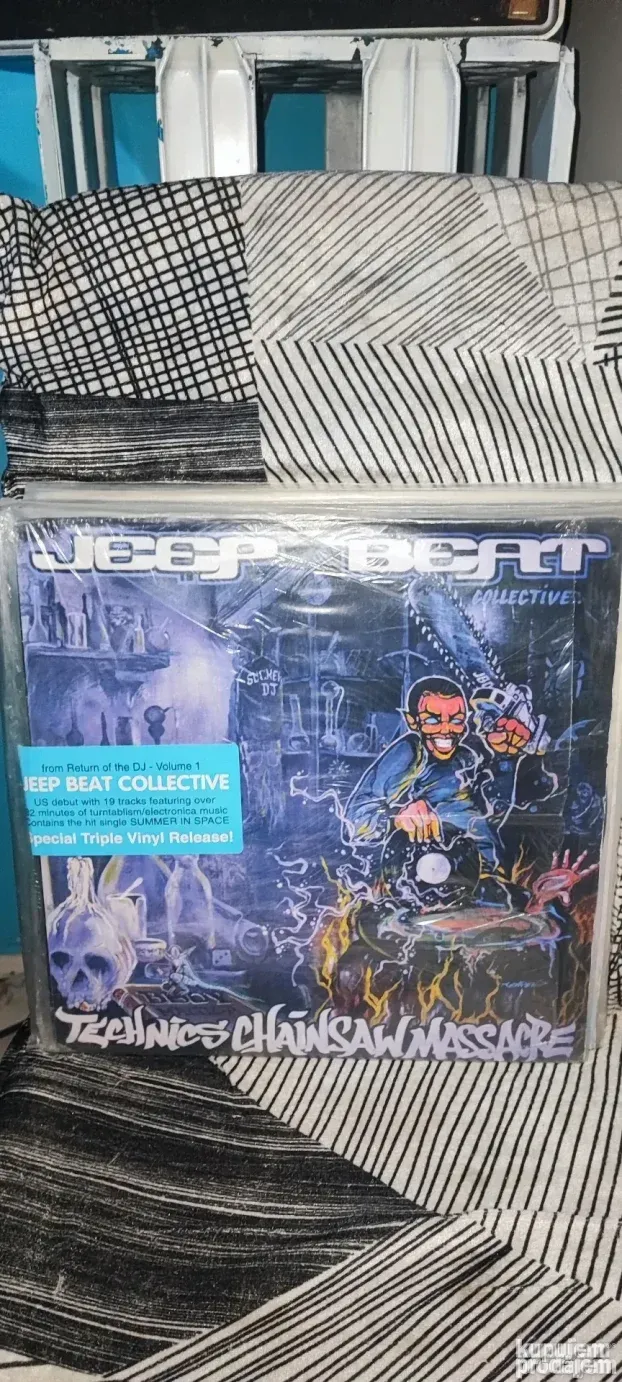 JEEP BEAT
COLLECTIVE
from Return of the DJ - Volume 1
JEEP BEAT COLLECTIVE
US debut with 19 tracks featuring over
minutes of turntablism/electronica music
Contains the hit single SUMMER IN SPACE
Special Triple Vinyl Release!
TECHNICS CHAINSAW MASSACRE
kupujem
prodajem